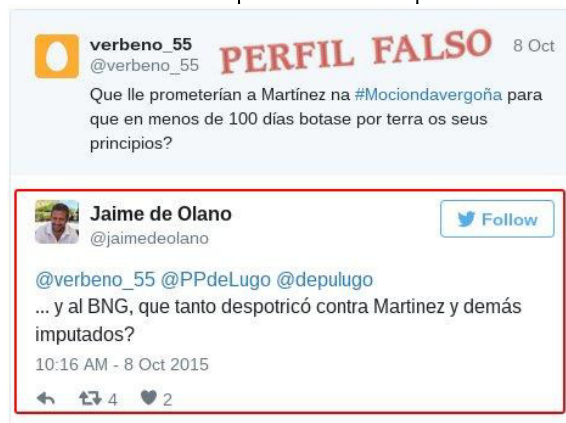 verbeno_55
@verbeno_55
PERFIL FALSO
8 Oct
Que lle prometerían a Martínez na #Mociondavergoña para
que en menos de 100 días botase por terra os seus
principios?
Jaime de Olano
@jaimedeolano
Follow
@verbeno_55 @PPdeLugo @depulugo
... y al BNG, que tanto despotricó contra Martinez y demás
imputados?
10:16 AM - 8 Oct 2015
4 2